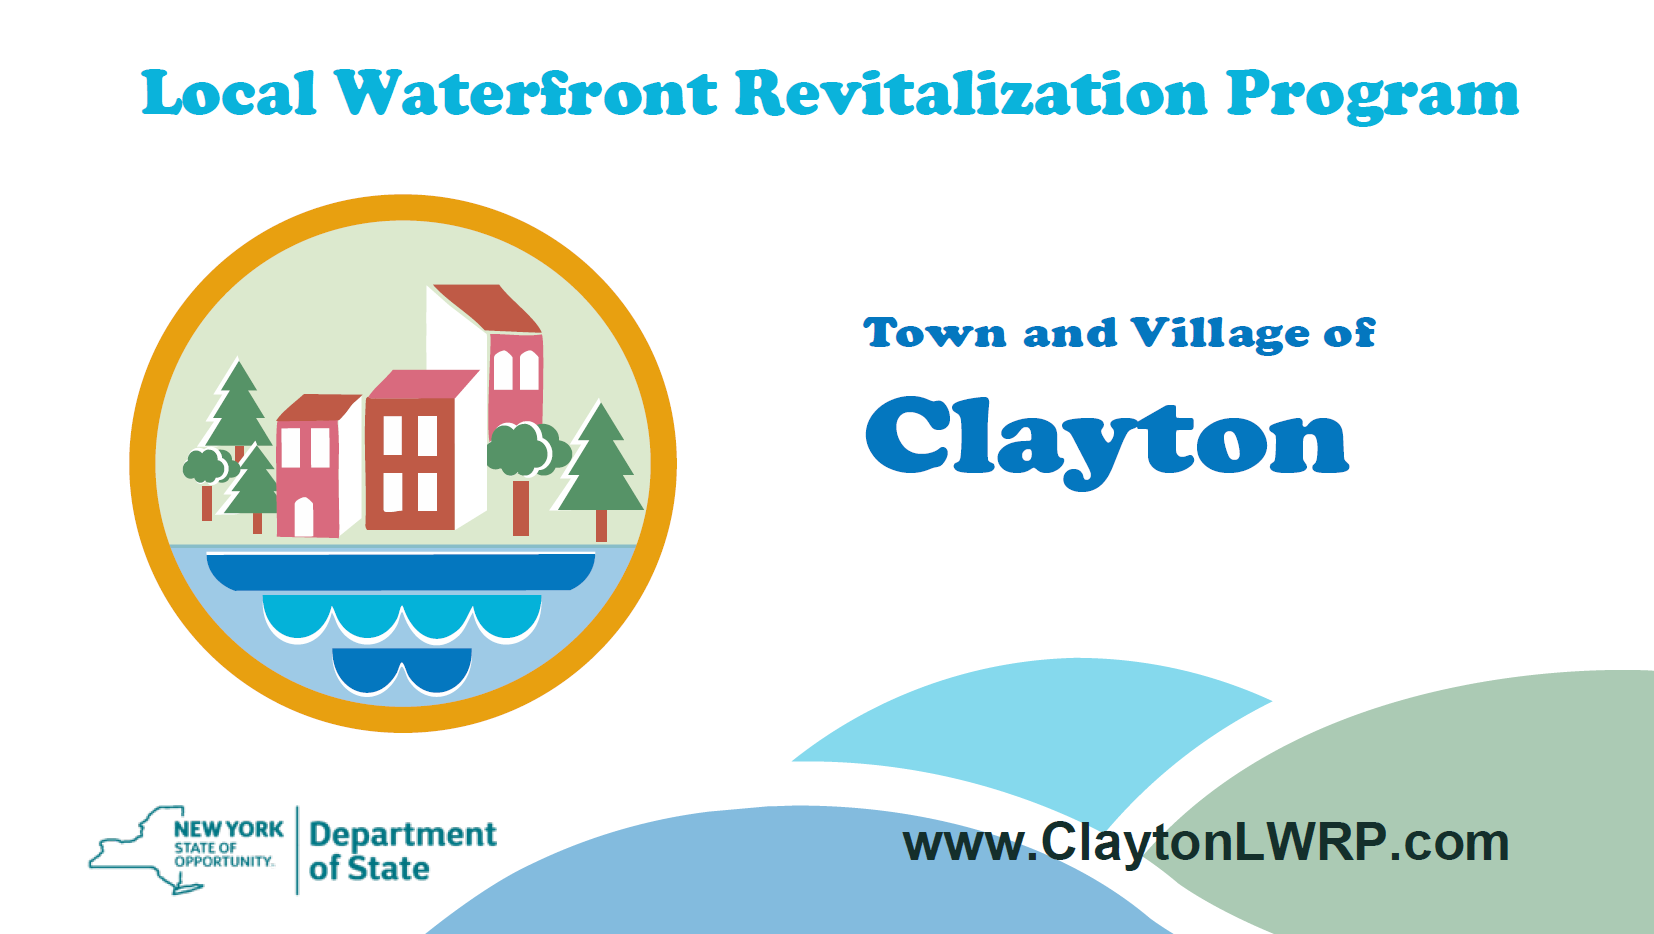 Local Waterfront Revitalization Program
Town and Village of
Clayton
NEW YORK
STATE OF
OPPORTUNITY.
Department
of State
www.ClaytonLWRP.com